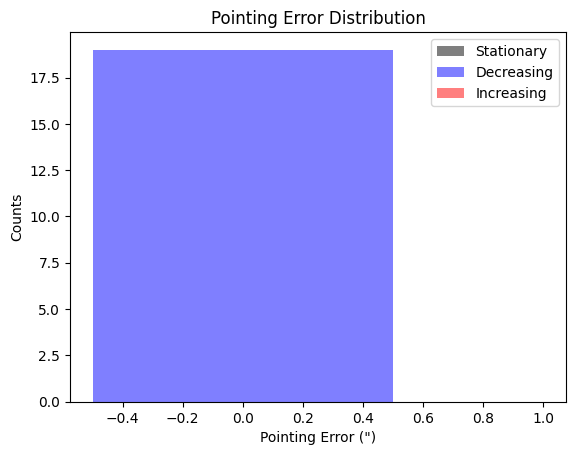 Pointing Error Distribution
Stationary
Decreasing
Increasing
17.5
15.0
12.5
10.0
7.5
5.0
2.5
0.0
Counts
−0.4 −0.2 0.0 0.2 0.4 0.6 0.8 1.0
Pointing Error (")